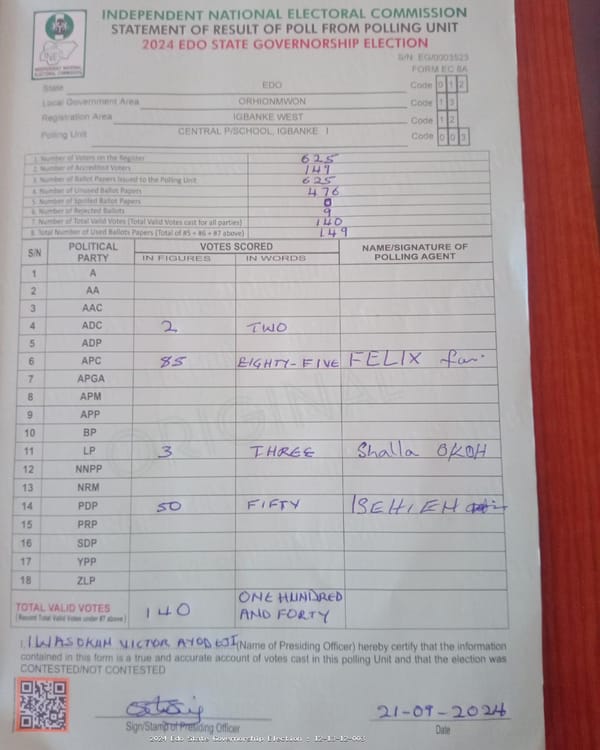 INDEPENDENT NATIONAL ELECTORAL COMMISSION
STATEMENT OF RESULT OF POLL FROM POLLING UNIT
2024 EDO STATE GOVERNORSHIP ELECTION
INEC
INDEPENDENT NATIONAL ELECTORAL COMMISSION
S/N: EG/0003523
FORM EC 8A
State EDO Code 0 1 2
Local Government Area ORHIONMWON Code 1 3
Registration Area IGBANKE WEST Code 1 2
Polling Unit CENTRAL P/SCHOOL, IGBANKE I Code 0 0 3
1. Number of Voters on the Register 625
2. Number of Accredited Voters 149
3. Number of Ballot Papers Issued to the Polling Unit 625
4. Number of Unused Ballot Papers 476
5. Number of Spoiled Ballot Papers 0
6. Number of Rejected Ballots 9
7. Number of Total Valid Votes (Total Valid Votes cast for all parties) 140
8. Total Number of Used Ballot Papers (Total of #5 + #6 + #7 above) 149
S/N POLITICAL PARTY VOTES SCORED NAME/SIGNATURE OF POLLING AGENT
IN FIGURES IN WORDS
1 A
2 AA
3 AAC
4 ADC 2 TWO
5 ADP
6 APC 85 EIGHTY-FIVE FELIX
7 APGA
8 APM
9 APP
10 BP
11 LP 3 THREE Shalla OKOH
12 NNPP
13 NRM
14 PDP 50 FIFTY
15 PRP
16 SDP
17 YPP
18 ZLP
ORIGINAL
TOTAL VALID VOTES 140 ONE HUNDRED AND FORTY
(Record Total Valid Votes under #7 above)
I, IWASOKUN VICTOR AYODEJI (Name of Presiding Officer) hereby certify that the information
contained in this form is a true and accurate account of votes cast in this polling Unit and that the election was
CONTESTED/NOT CONTESTED
21-09-2024
Sign/Stamp of Presiding Officer Date
2024 Edo State Governorship Election : 12-13-12-003